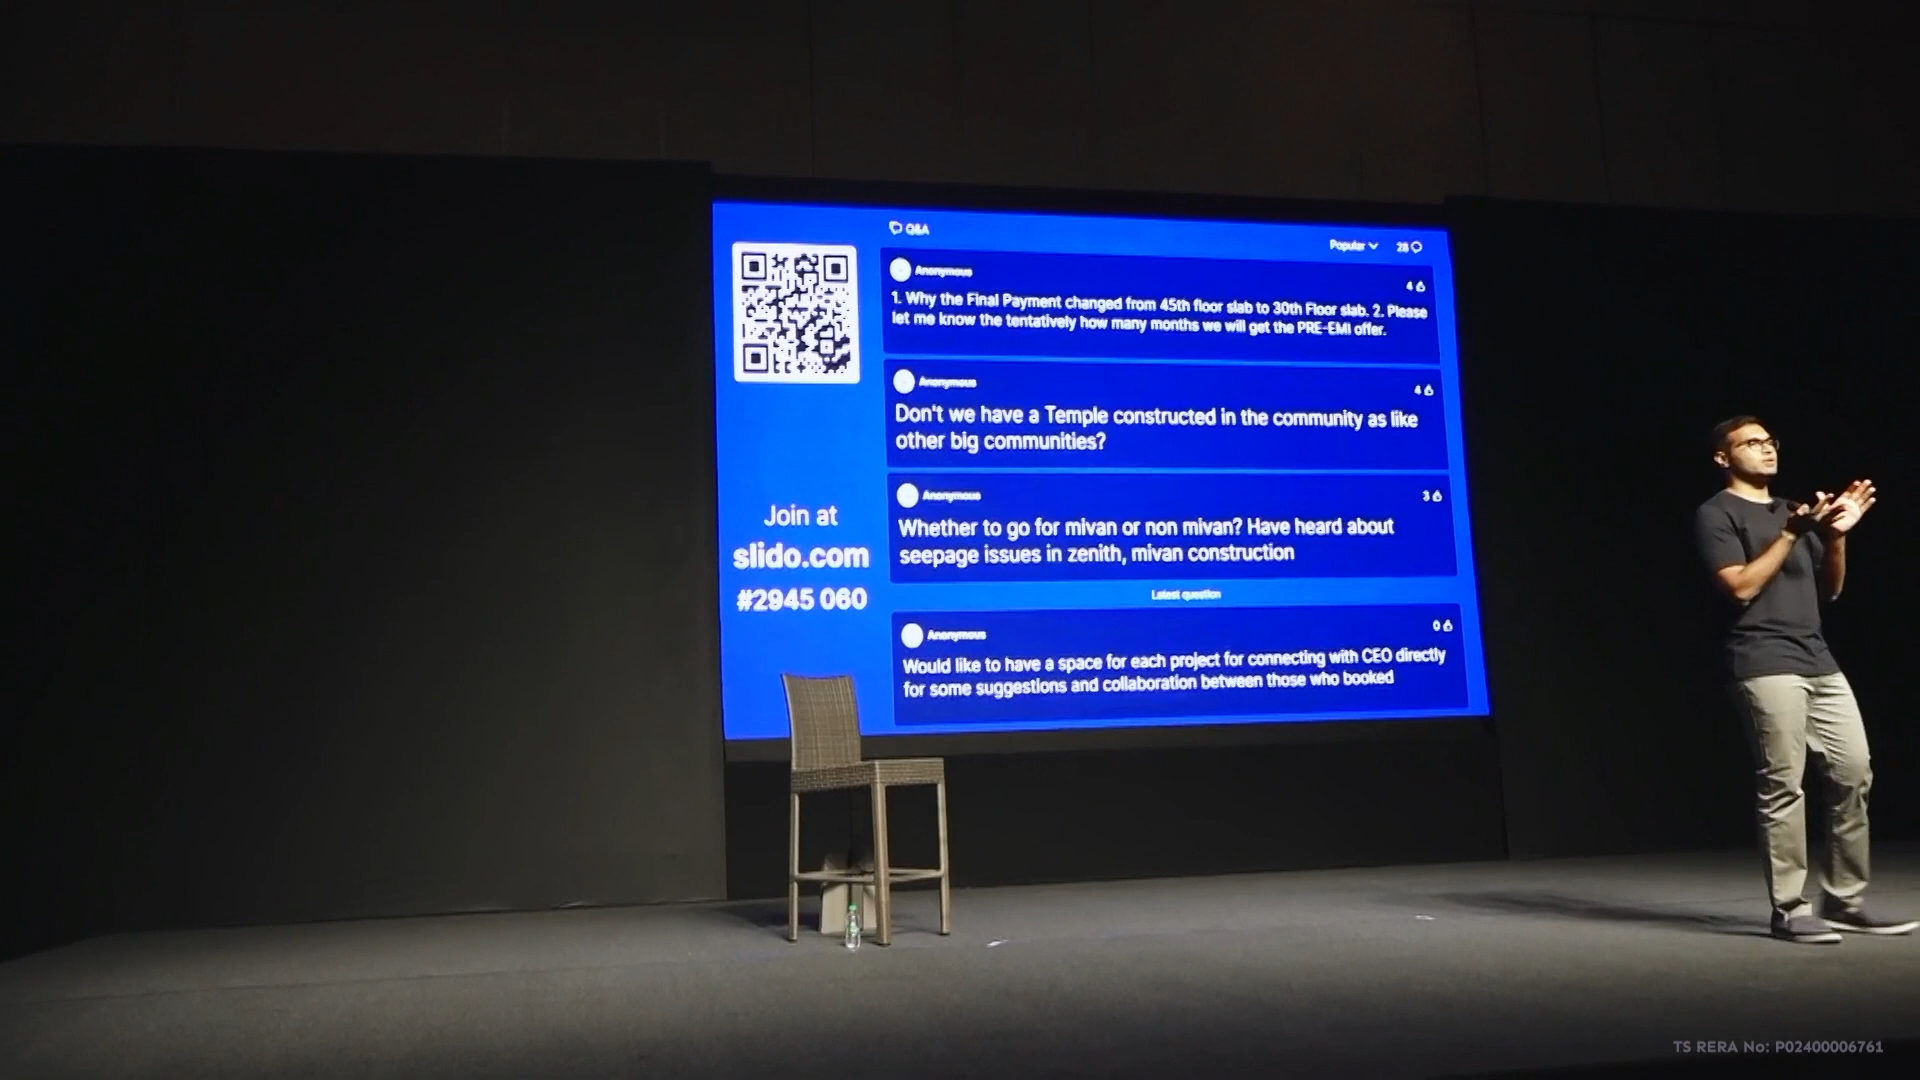 Q&A
Popular 28
Anonymous
4
1. Why the Final Payment changed from 45th floor slab to 30th Floor slab. 2. Please
let me know the tentatively how many months we will get the PRE-EMI offer.
Anonymous
4
Don't we have a Temple constructed in the community as like
other big communities?
Anonymous
3
Whether to go for mivan or non mivan? Have heard about
seepage issues in zenith, mivan construction
Latest question
Anonymous
0
Would like to have a space for each project for connecting with CEO directly
for some suggestions and collaboration between those who booked
Join at
slido.com
#2945 060
TS RERA No: P02400006761